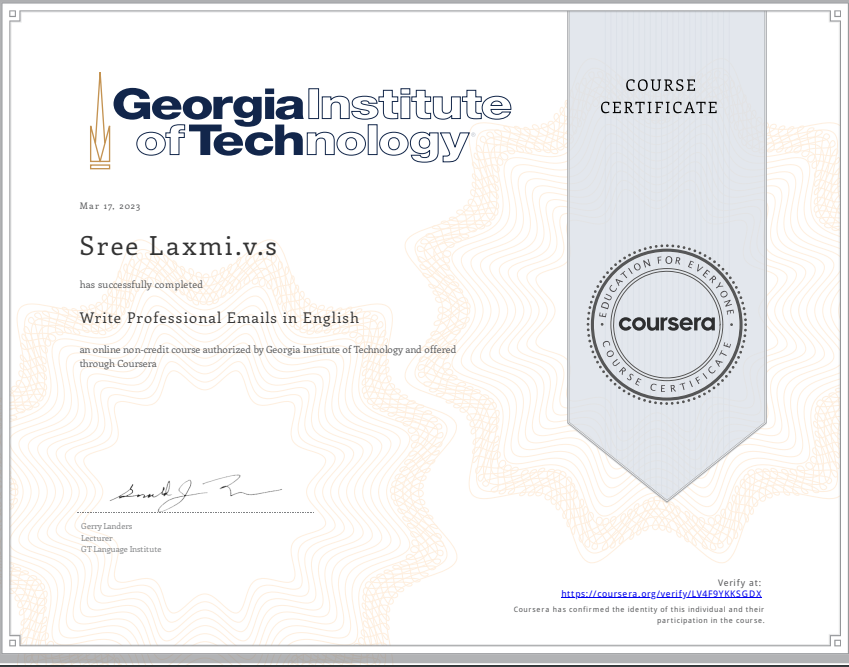 Georgia Institute
of Technology
COURSE
CERTIFICATE
Mar 17, 2023
Sree Laxmi.v.s
has successfully completed
Write Professional Emails in English
an online non-credit course authorized by Georgia Institute of Technology and offered
through Coursera
EDUCATION FOR EVERYONE
coursera
COURSE CERTIFICATE
Gerry Landers
Lecturer
GT Language Institute
Verify at:
https://coursera.org/verify/LV4F9YKKSGDX
Coursera has confirmed the identity of this individual and their
participation in the course.